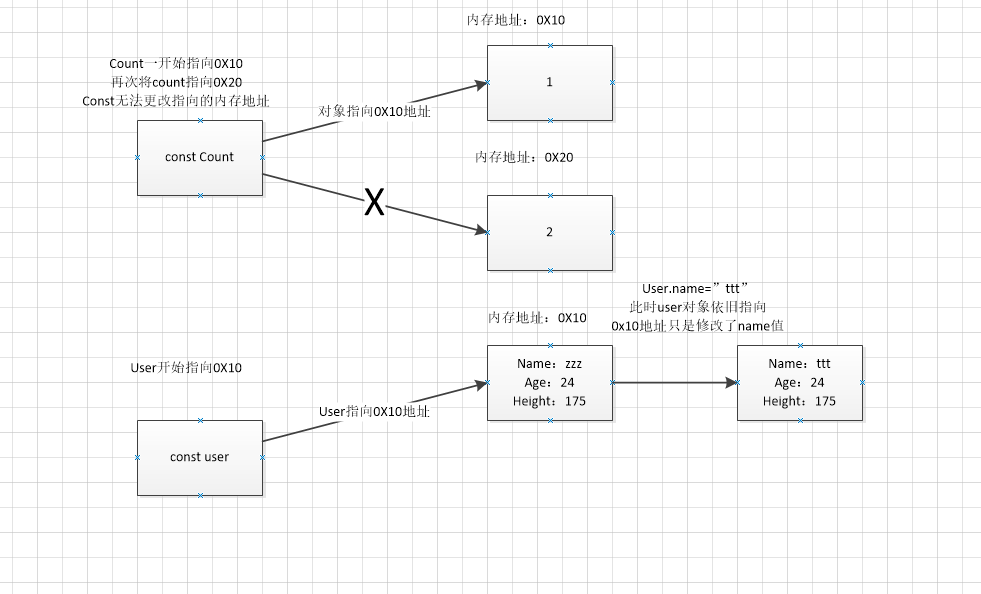 内存地址：0X10
Count一开始指向0X10
再次将count指向0X20
Const无法更改指向的内存地址
1
对象指向0X10地址
const Count
内存地址：0X20
X
2
User.name=”ttt”
此时user对象依旧指向
0x10地址只是修改了name值
内存地址：0X10
User开始指向0X10
Name：zzz
Age：24
Height：175
Name：ttt
Age：24
Height：175
User指向0X10地址
const user